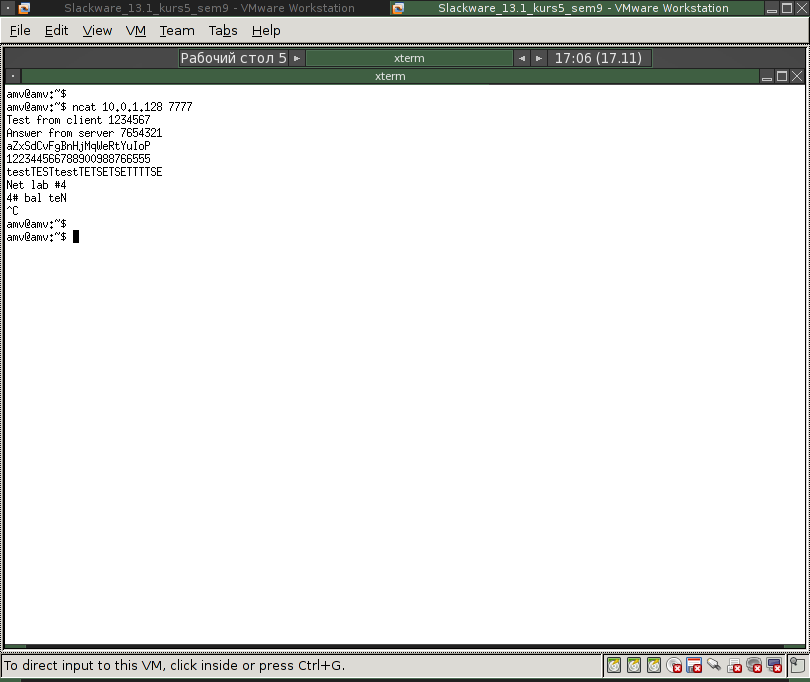 Slackware_13.1_kurs5_sem9 - VMware Workstation
Slackware_13.1_kurs5_sem9 - VMware Workstation
File Edit View VM Team Tabs Help
Рабочий стол 5 xterm 17:06 (17.11)
xterm
amv@amv:~$
amv@amv:~$ ncat 10.0.1.128 7777
Test from client 1234567
Answer from server 7654321
aZxSdCvFgBnHjMqWeRtYuIoP
122344566788900988766555
testTESTtestTETSETSETTTTSE
Net lab #4
4# bal teN
^C
amv@amv:~$
amv@amv:~$
To direct input to this VM, click inside or press Ctrl+G.